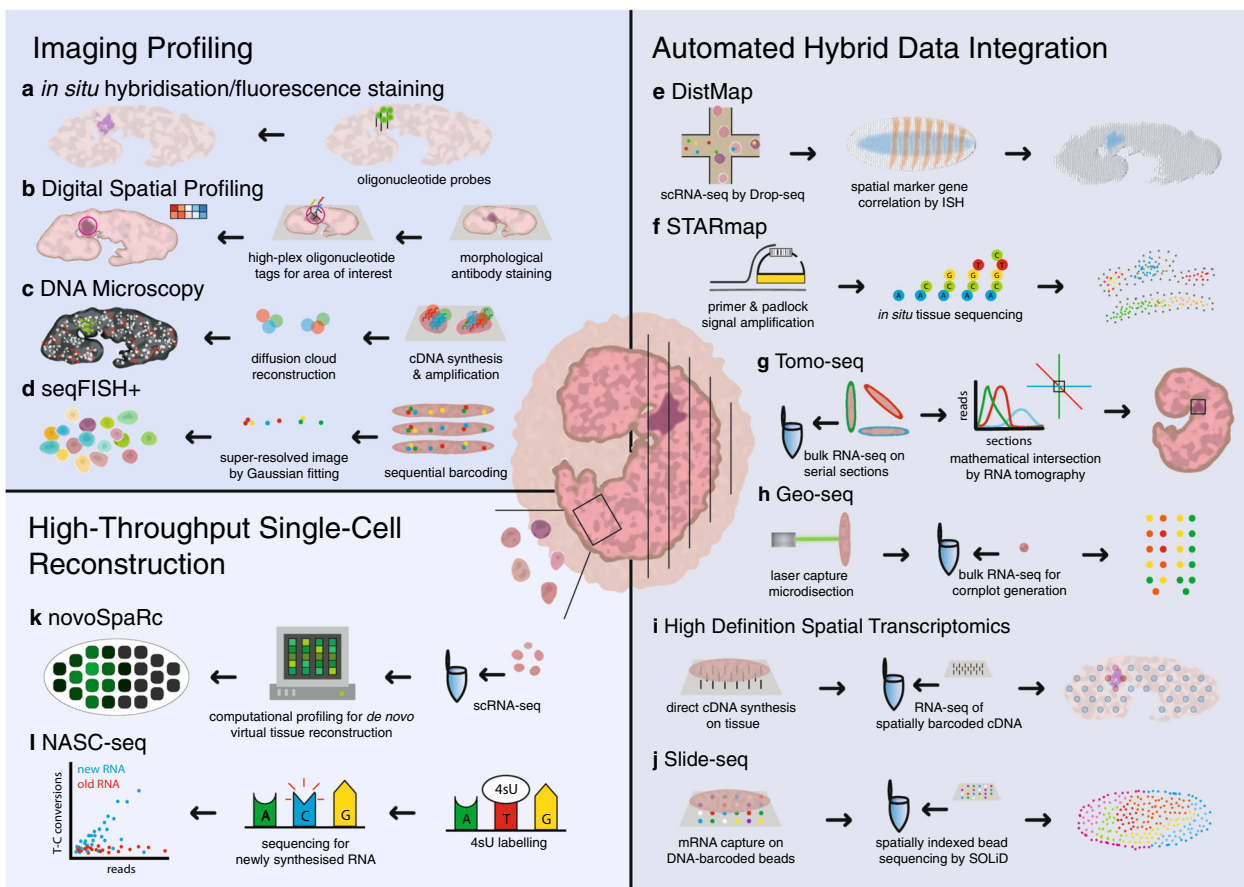 Imaging Profiling
a in situ hybridisation/fluorescence staining
oligonucleotide probes
b Digital Spatial Profiling
high-plex oligonucleotide
tags for area of interest
morphological
antibody staining
c DNA Microscopy
diffusion cloud
reconstruction
cDNA synthesis
& amplification
d seqFISH+
super-resolved image
by Gaussian fitting
sequential barcoding
High-Throughput Single-Cell
Reconstruction
k novoSpaRc
computational profiling for de novo
virtual tissue reconstruction
scRNA-seq
l NASC-seq
new RNA
old RNA
T-C conversions
reads
A C G
sequencing for
newly synthesised RNA
4sU
A T G
4sU labelling
Automated Hybrid Data Integration
e DistMap
scRNA-seq by Drop-seq
spatial marker gene
correlation by ISH
f STARmap
primer & padlock
signal amplification
C
T T
G G G
C C C C
A A A A A
in situ tissue sequencing
g Tomo-seq
bulk RNA-seq on
serial sections
reads
sections
mathematical intersection
by RNA tomography
h Geo-seq
laser capture
microdisection
bulk RNA-seq for
complot generation
i High Definition Spatial Transcriptomics
direct cDNA synthesis
on tissue
RNA-seq of
spatially barcoded cDNA
j Slide-seq
mRNA capture on
DNA-barcoded beads
spatially indexed bead
sequencing by SOLiD